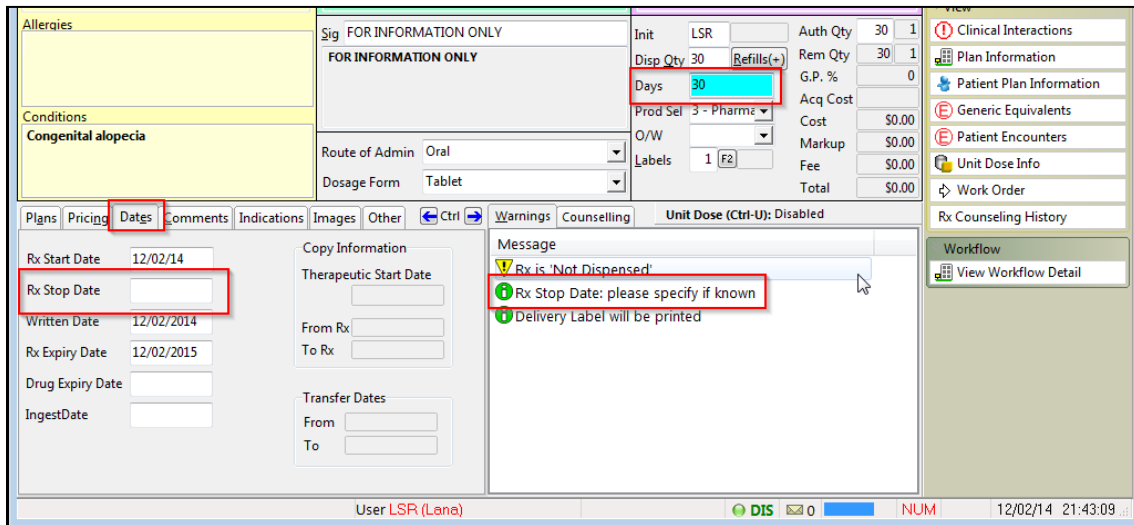 Allergies
Conditions
Congenital alopecia
Sig FOR INFORMATION ONLY
FOR INFORMATION ONLY
Route of Admin Oral
Dosage Form Tablet
Init LSR
Disp Qty 30 Refills(+)
Days 30
Prod Sel 3 - Pharma
O/W
Labels 1 F2
Auth Qty 30 1
Rem Qty 30 1
G.P. % 0
Acq Cost
Cost $0.00
Markup $0.00
Fee $0.00
Total $0.00
View
Clinical Interactions
Plan Information
Patient Plan Information
Generic Equivalents
Patient Encounters
Unit Dose Info
Work Order
Rx Counseling History
Workflow
View Workflow Detail
Plans Pricing Dates Comments Indications Images Other Ctrl
Rx Start Date 12/02/14
Rx Stop Date
Written Date 12/02/2014
Rx Expiry Date 12/02/2015
Drug Expiry Date
IngestDate
Copy Information
Therapeutic Start Date
From Rx
To Rx
Transfer Dates
From
To
Warnings Counselling Unit Dose (Ctrl-U): Disabled
Message
Rx is 'Not Dispensed'
Rx Stop Date: please specify if known
Delivery Label will be printed
User LSR (Lana) DIS 0 NUM 12/02/14 21:43:09